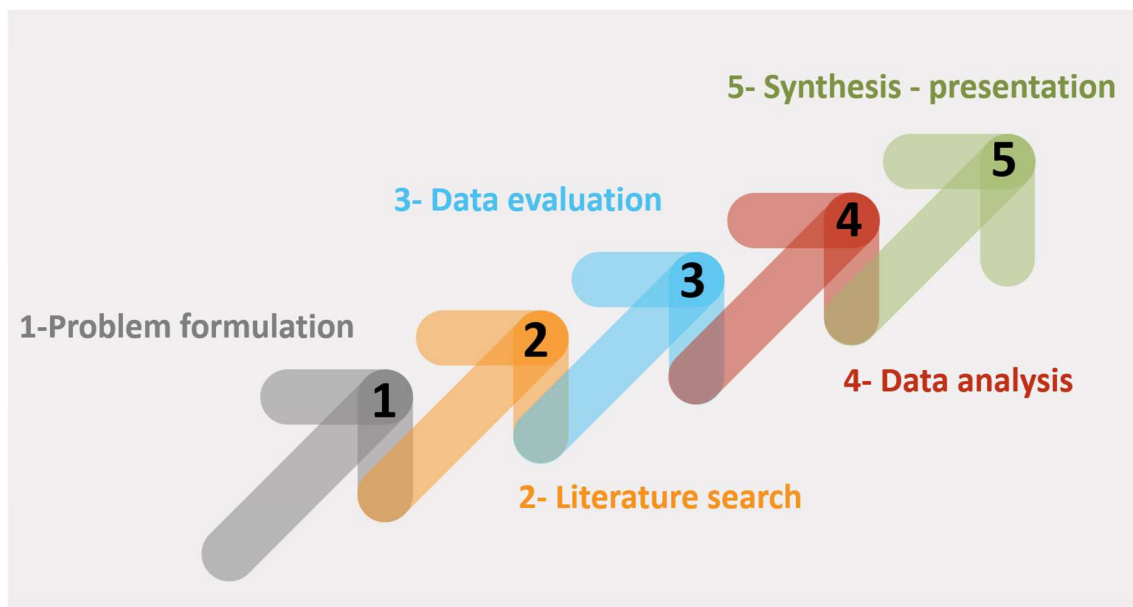 5- Synthesis - presentation
5
3- Data evaluation
4
3
1-Problem formulation
2
4- Data analysis
1
2- Literature search